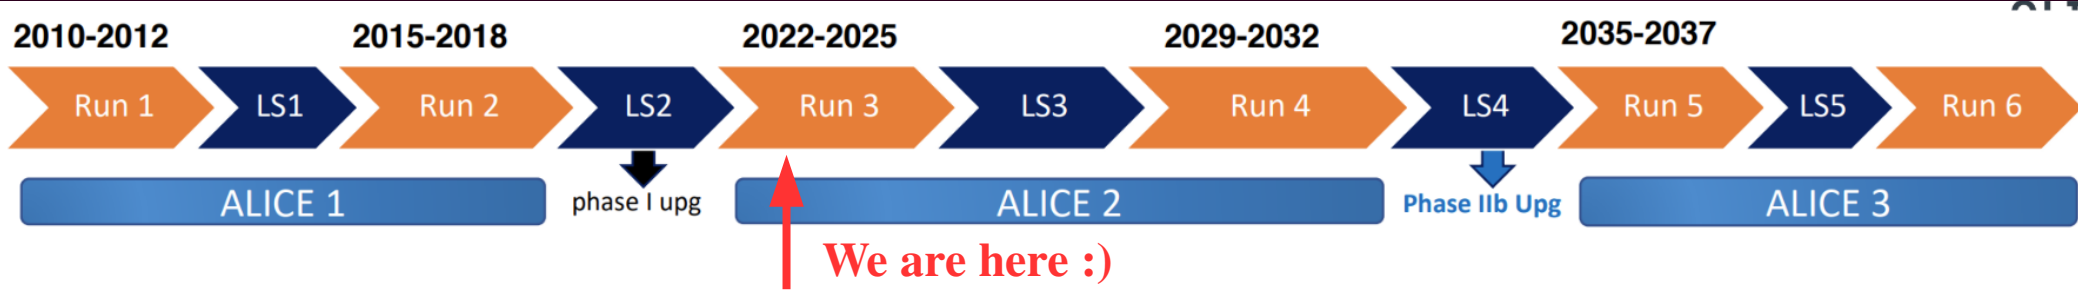 2010-2012 2015-2018 2022-2025 2029-2032 2035-2037
Run 1 LS1 Run 2 LS2 Run 3 LS3 Run 4 LS4 Run 5 LS5 Run 6
ALICE 1 phase I upg ALICE 2 Phase IIb Upg ALICE 3
We are here :)